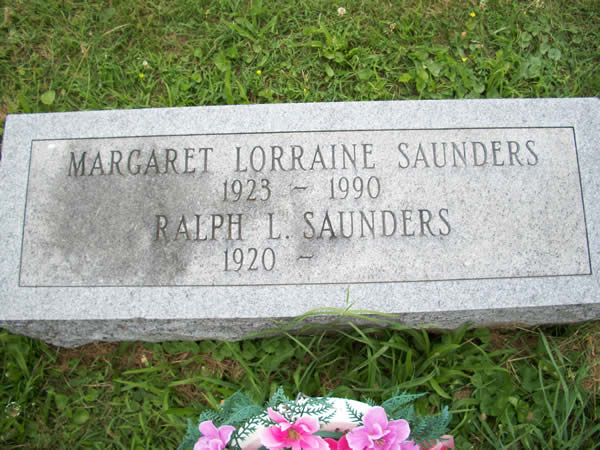 MARGARET LORRAINE SAUNDERS
1923 ~ 1990
RALPH L. SAUNDERS
1920 ~